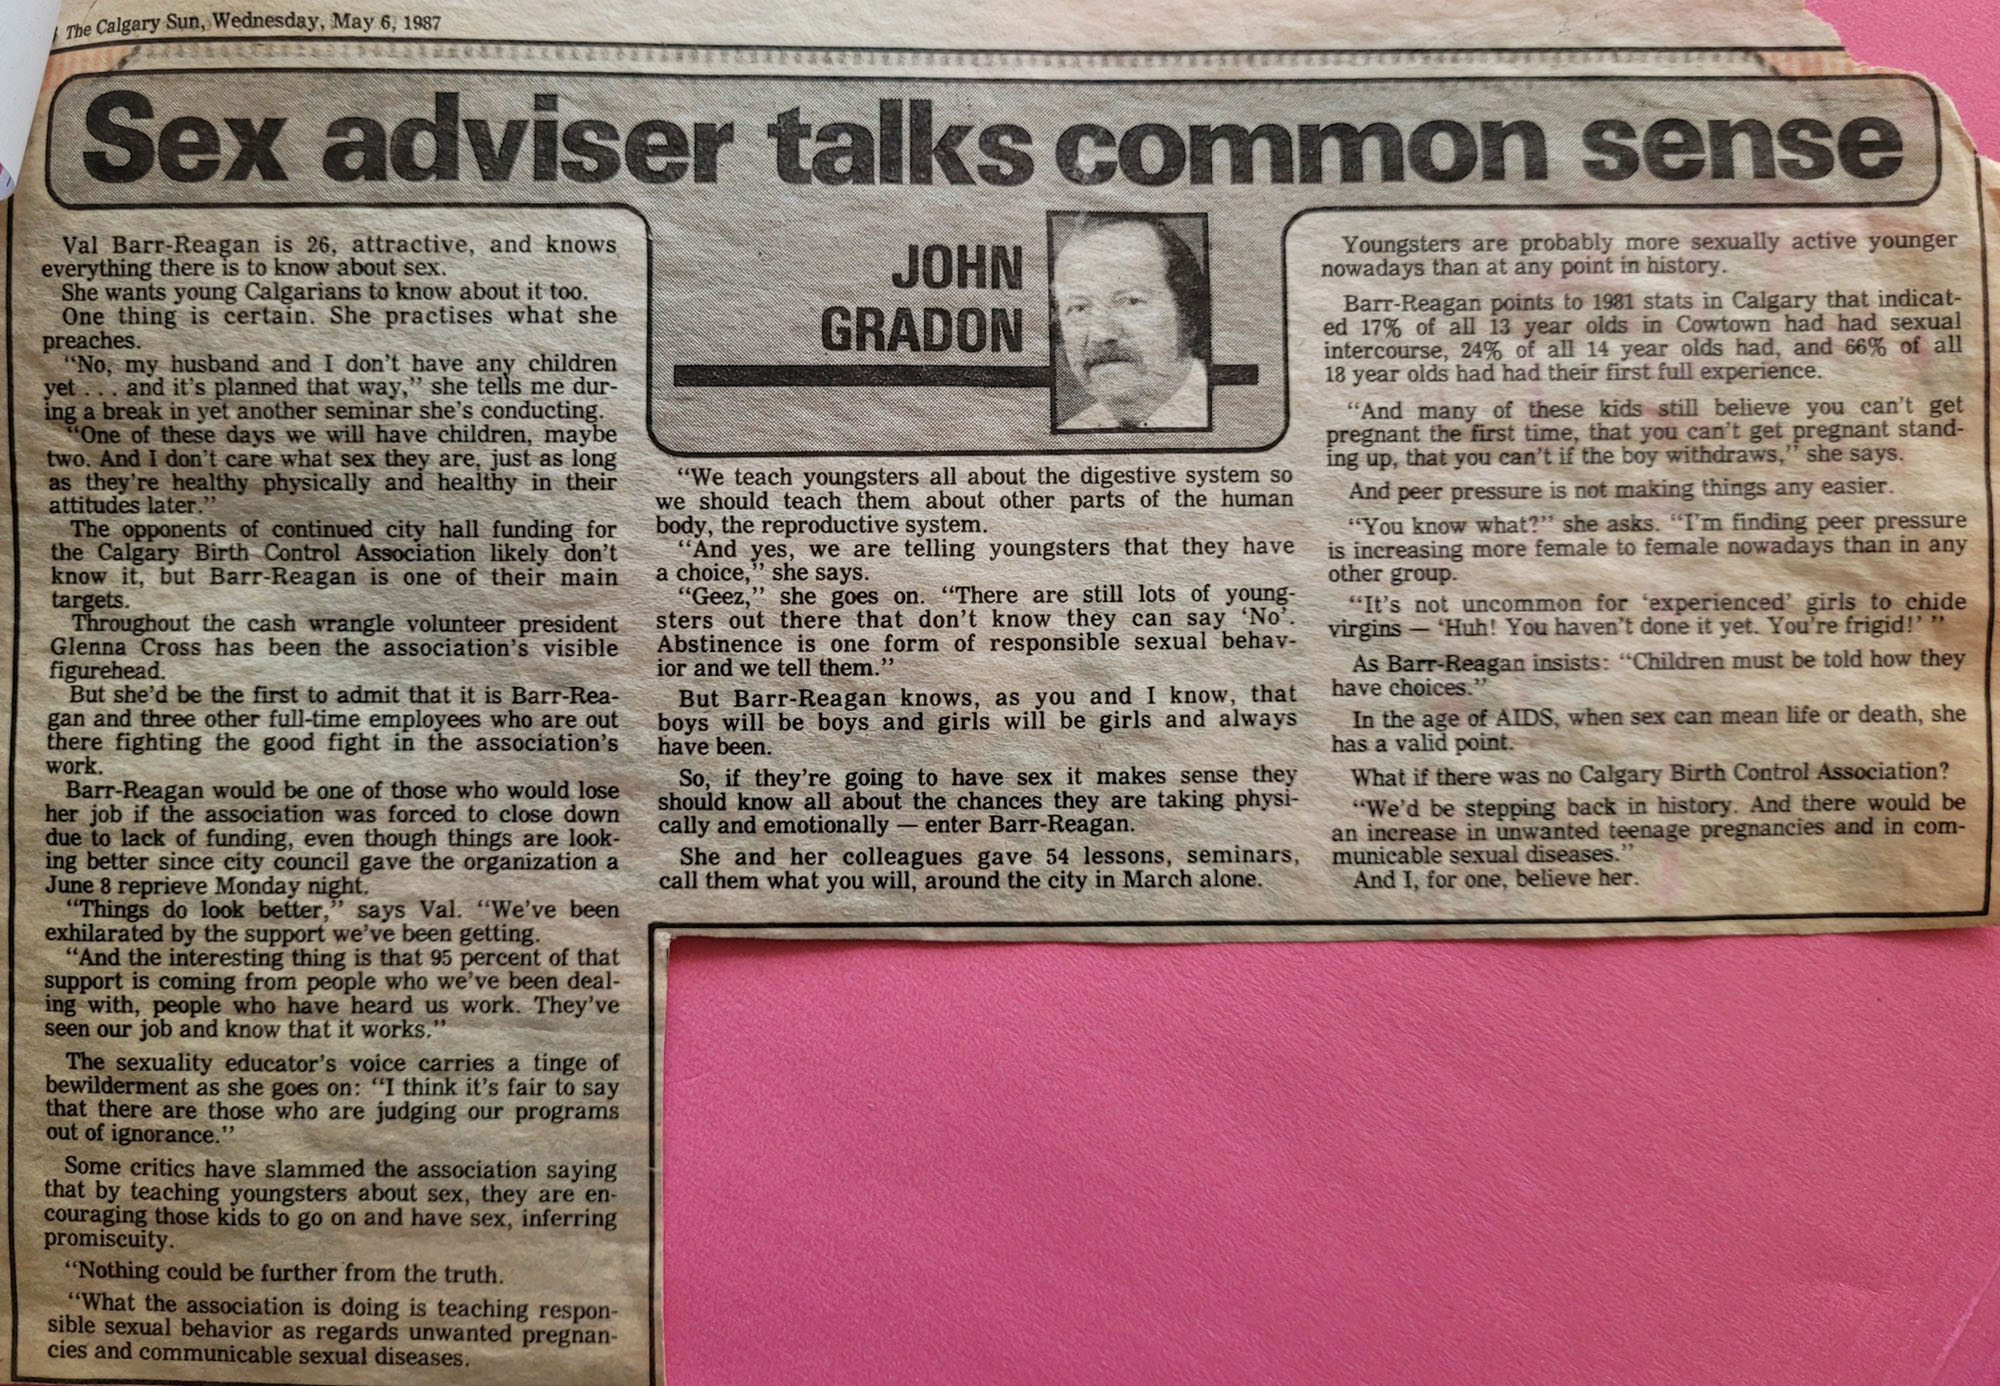 The Calgary Sun, Wednesday, May 6, 1987
Sex adviser talks common sense
JOHN
GRADON
Val Barr-Reagan is 26, attractive, and knows
everything there is to know about sex.
She wants young Calgarians to know about it too.
One thing is certain. She practises what she
preaches.
“No, my husband and I don’t have any children
yet . . . and it’s planned that way,” she tells me dur-
ing a break in yet another seminar she’s conducting.
“One of these days we will have children, maybe
two. And I don’t care what sex they are, just as long
as they’re healthy physically and healthy in their
attitudes later.”
The opponents of continued city hall funding for
the Calgary Birth Control Association likely don’t
know it, but Barr-Reagan is one of their main
targets.
Throughout the cash wrangle volunteer president
Glenna Cross has been the association’s visible
figurehead.
But she’d be the first to admit that it is Barr-Rea-
gan and three other full-time employees who are out
there fighting the good fight in the association’s
work.
Barr-Reagan would be one of those who would lose
her job if the association was forced to close down
due to lack of funding, even though things are look-
ing better since city council gave the organization a
June 8 reprieve Monday night.
“Things do look better,” says Val. “We’ve been
exhilarated by the support we’ve been getting.
“And the interesting thing is that 95 percent of that
support is coming from people who we’ve been deal-
ing with, people who have heard us work. They’ve
seen our job and know that it works.”
The sexuality educator’s voice carries a tinge of
bewilderment as she goes on: “I think it’s fair to say
that there are those who are judging our programs
out of ignorance.”
Some critics have slammed the association saying
that by teaching youngsters about sex, they are en-
couraging those kids to go on and have sex, inferring
promiscuity.
“Nothing could be further from the truth.
“What the association is doing is teaching respon-
sible sexual behavior as regards unwanted pregnan-
cies and communicable sexual diseases.
“We teach youngsters all about the digestive system so
we should teach them about other parts of the human
body, the reproductive system.
“And yes, we are telling youngsters that they have
a choice,” she says.
“Geez,” she goes on. “There are still lots of young-
sters out there that don’t know they can say ‘No’.
Abstinence is one form of responsible sexual behav-
ior and we tell them.”
But Barr-Reagan knows, as you and I know, that
boys will be boys and girls will be girls and always
have been.
So, if they’re going to have sex it makes sense they
should know all about the chances they are taking physi-
cally and emotionally — enter Barr-Reagan.
She and her colleagues gave 54 lessons, seminars,
call them what you will, around the city in March alone.
Youngsters are probably more sexually active younger
nowadays than at any point in history.
Barr-Reagan points to 1981 stats in Calgary that indicat-
ed 17% of all 13 year olds in Cowtown had had sexual
intercourse, 24% of all 14 year olds had, and 66% of all
18 year olds had had their first full experience.
“And many of these kids still believe you can’t get
pregnant the first time, that you can’t get pregnant stand-
ing up, that you can’t if the boy withdraws,” she says.
And peer pressure is not making things any easier.
“You know what?” she asks. “I’m finding peer pressure
is increasing more female to female nowadays than in any
other group.
“It’s not uncommon for ‘experienced’ girls to chide
virgins — ‘Huh! You haven’t done it yet. You’re frigid!’ ”
As Barr-Reagan insists: “Children must be told how they
have choices.”
In the age of AIDS, when sex can mean life or death, she
has a valid point.
What if there was no Calgary Birth Control Association?
“We’d be stepping back in history. And there would be
an increase in unwanted teenage pregnancies and in com-
municable sexual diseases.”
And I, for one, believe her.